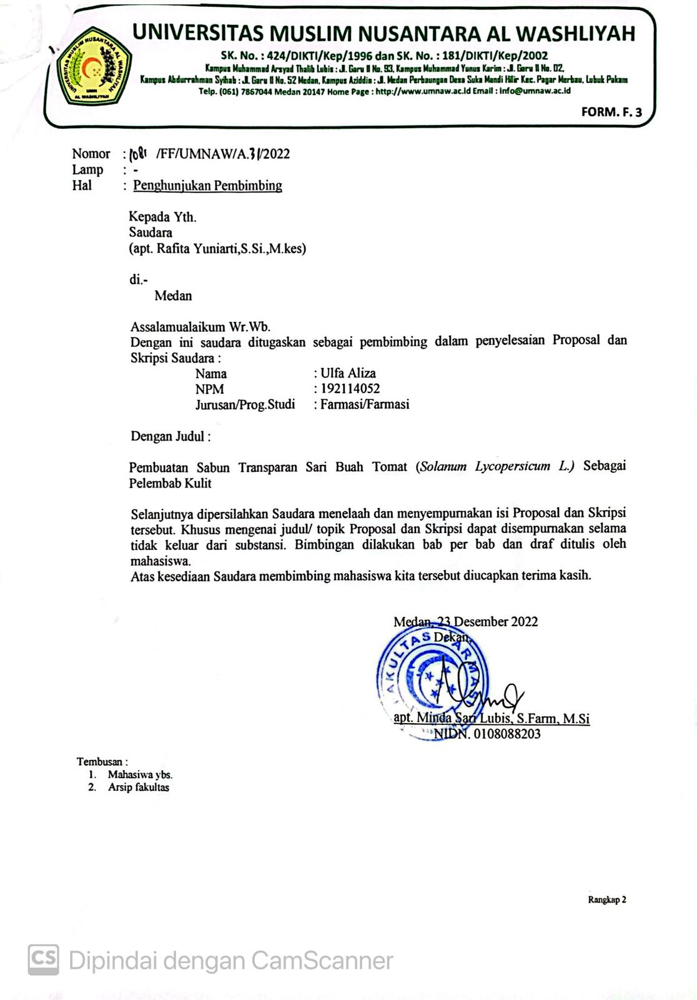 UNIVERSITAS MUSLIM NUSANTARA AL WASHLIYAH
SK. No. : 424/DIKTI/Kep/1996 dan SK. No. : 181/DIKTI/Kep/2002
Kampus Muhammad Arsyad Thalib Lubis : Jl. Garu II No. 93, Kampus Muhammad Yunus Karim : Jl. Garu II No. 02,
Kampus Abdurrahman Syihab : Jl. Garu II No. 52 Medan, Kampus Aziddin : Jl. Medan Perbaungan Desa Suka Mandi Hilir Kec. Pagar Merbau, Lubuk Pakam
Telp. (061) 7867044 Medan 20147 Home Page : http://www.umnaw.ac.id Email : info@umnaw.ac.id
UNIVERSITAS MUSLIM NUSANTARA AL WASHLIYAH
UMN
AL WASHLIYAH
FORM. F. 3
Nomor : 1081 /FF/UMNAW/A.31/2022
Lamp : -
Hal : Penghunjukan Pembimbing
Kepada Yth.
Saudara
(apt. Rafita Yuniarti,S.Si.,M.kes)
di.-
Medan
Assalamualaikum Wr.Wb.
Dengan ini saudara ditugaskan sebagai pembimbing dalam penyelesaian Proposal dan
Skripsi Saudara :
Nama : Ulfa Aliza
NPM : 192114052
Jurusan/Prog.Studi : Farmasi/Farmasi
Dengan Judul :
Pembuatan Sabun Transparan Sari Buah Tomat (Solanum Lycopersicum L.) Sebagai
Pelembab Kulit
Selanjutnya dipersilahkan Saudara menelaah dan menyempurnakan isi Proposal dan Skripsi
tersebut. Khusus mengenai judul/ topik Proposal dan Skripsi dapat disempurnakan selama
tidak keluar dari substansi. Bimbingan dilakukan bab per bab dan draf ditulis oleh
mahasiswa.
Atas kesediaan Saudara membimbing mahasiswa kita tersebut diucapkan terima kasih.
Medan, 23 Desember 2022
Dekan,
FAKULTAS FARMASI
apt. Minda Sari Lubis, S.Farm, M.Si
NIDN. 0108088203
Tembusan :
1. Mahasiwa ybs.
2. Arsip fakultas
Rangkap 2
CS Dipindai dengan CamScanner